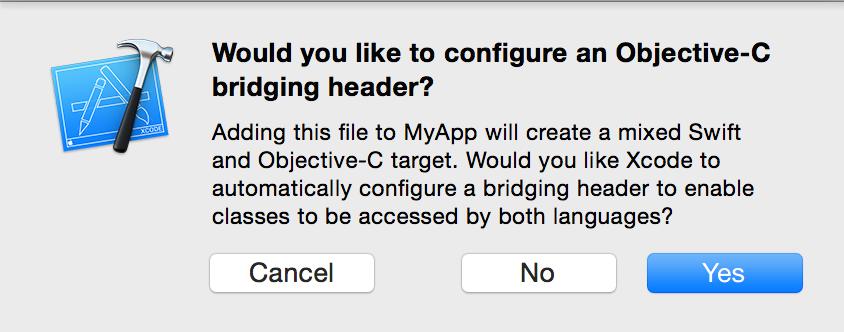 Would you like to configure an Objective-C
bridging header?
Adding this file to MyApp will create a mixed Swift
and Objective-C target. Would you like Xcode to
automatically configure a bridging header to enable
classes to be accessed by both languages?
XCODE
Cancel No Yes